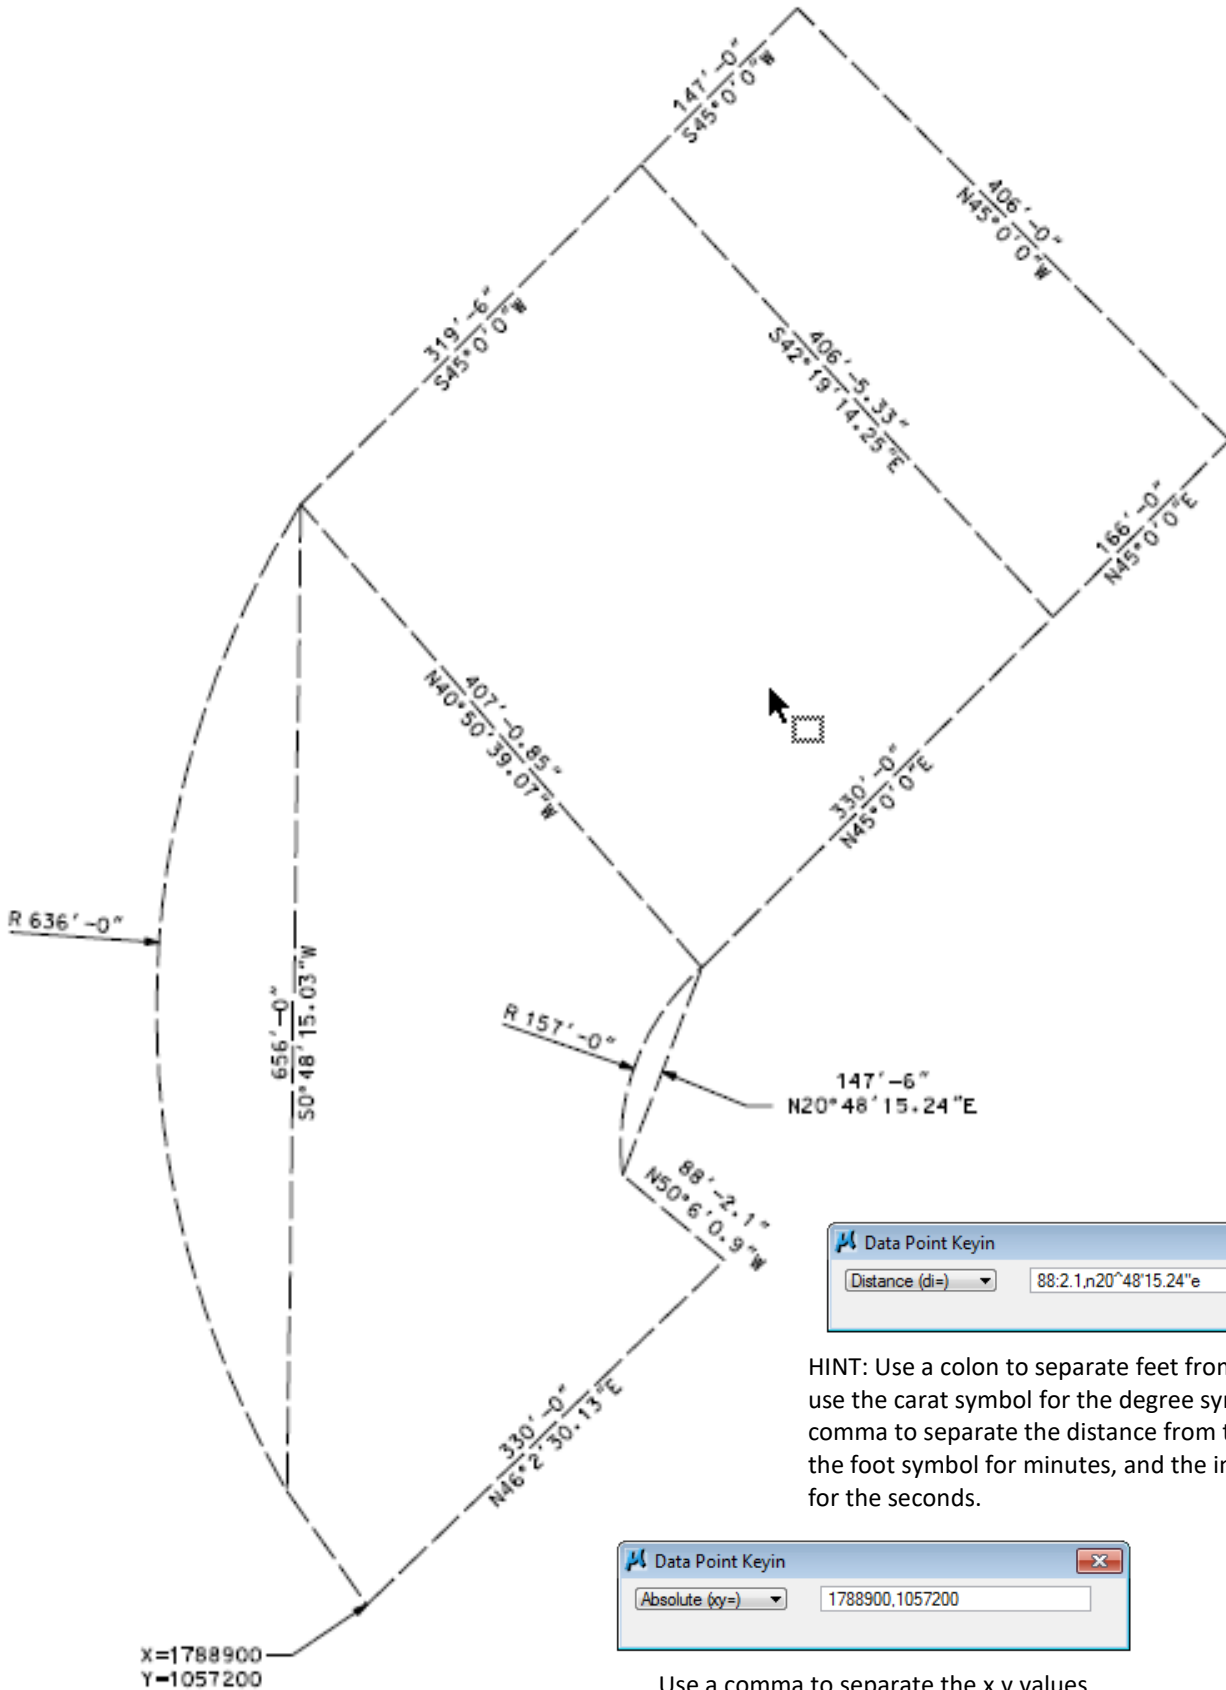 147'-0"
S45°0'0"W
406'-0"
N45°0'0"W
319'-6"
S45°0'0"W
406'-5.33"
S42°19'14.25"E
166'-0"
N45°0'0"E
407'-0.85"
N40°50'39.07"W
330'-0"
N45°0'0"E
R 636'-0"
656'-0"
S0°48'15.03"W
R 157'-0"
147'-6"
N20°48'15.24"E
88'-2.1"
N50°6'0.9"W
Data Point Keyin
Distance (di=)
88:2.1,n20^48'15.24"e
HINT: Use a colon to separate feet
use the carat symbol for the degree
comma to separate the distance from
the foot symbol for minutes, and the
for the seconds.
330'-0"
N46°2'30.13"E
Data Point Keyin
Absolute (xy=)
1788900,1057200
X=1788900
Y=1057200
Use a comma to separate the x,y values